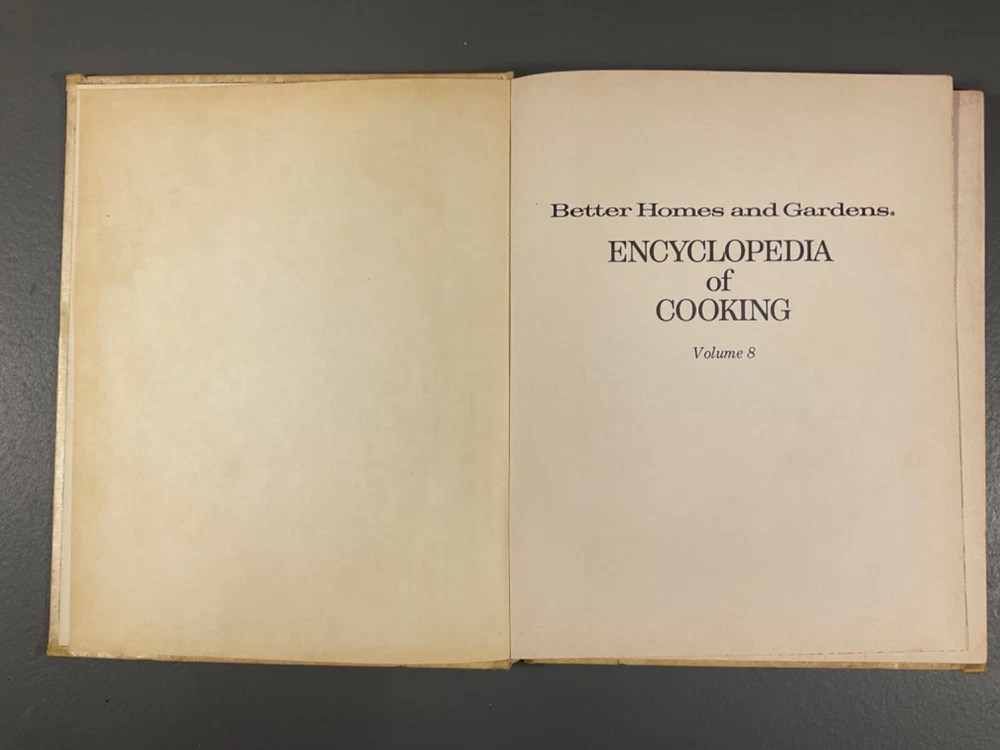 Better Homes and Gardens®
ENCYCLOPEDIA
of
COOKING
Volume 8